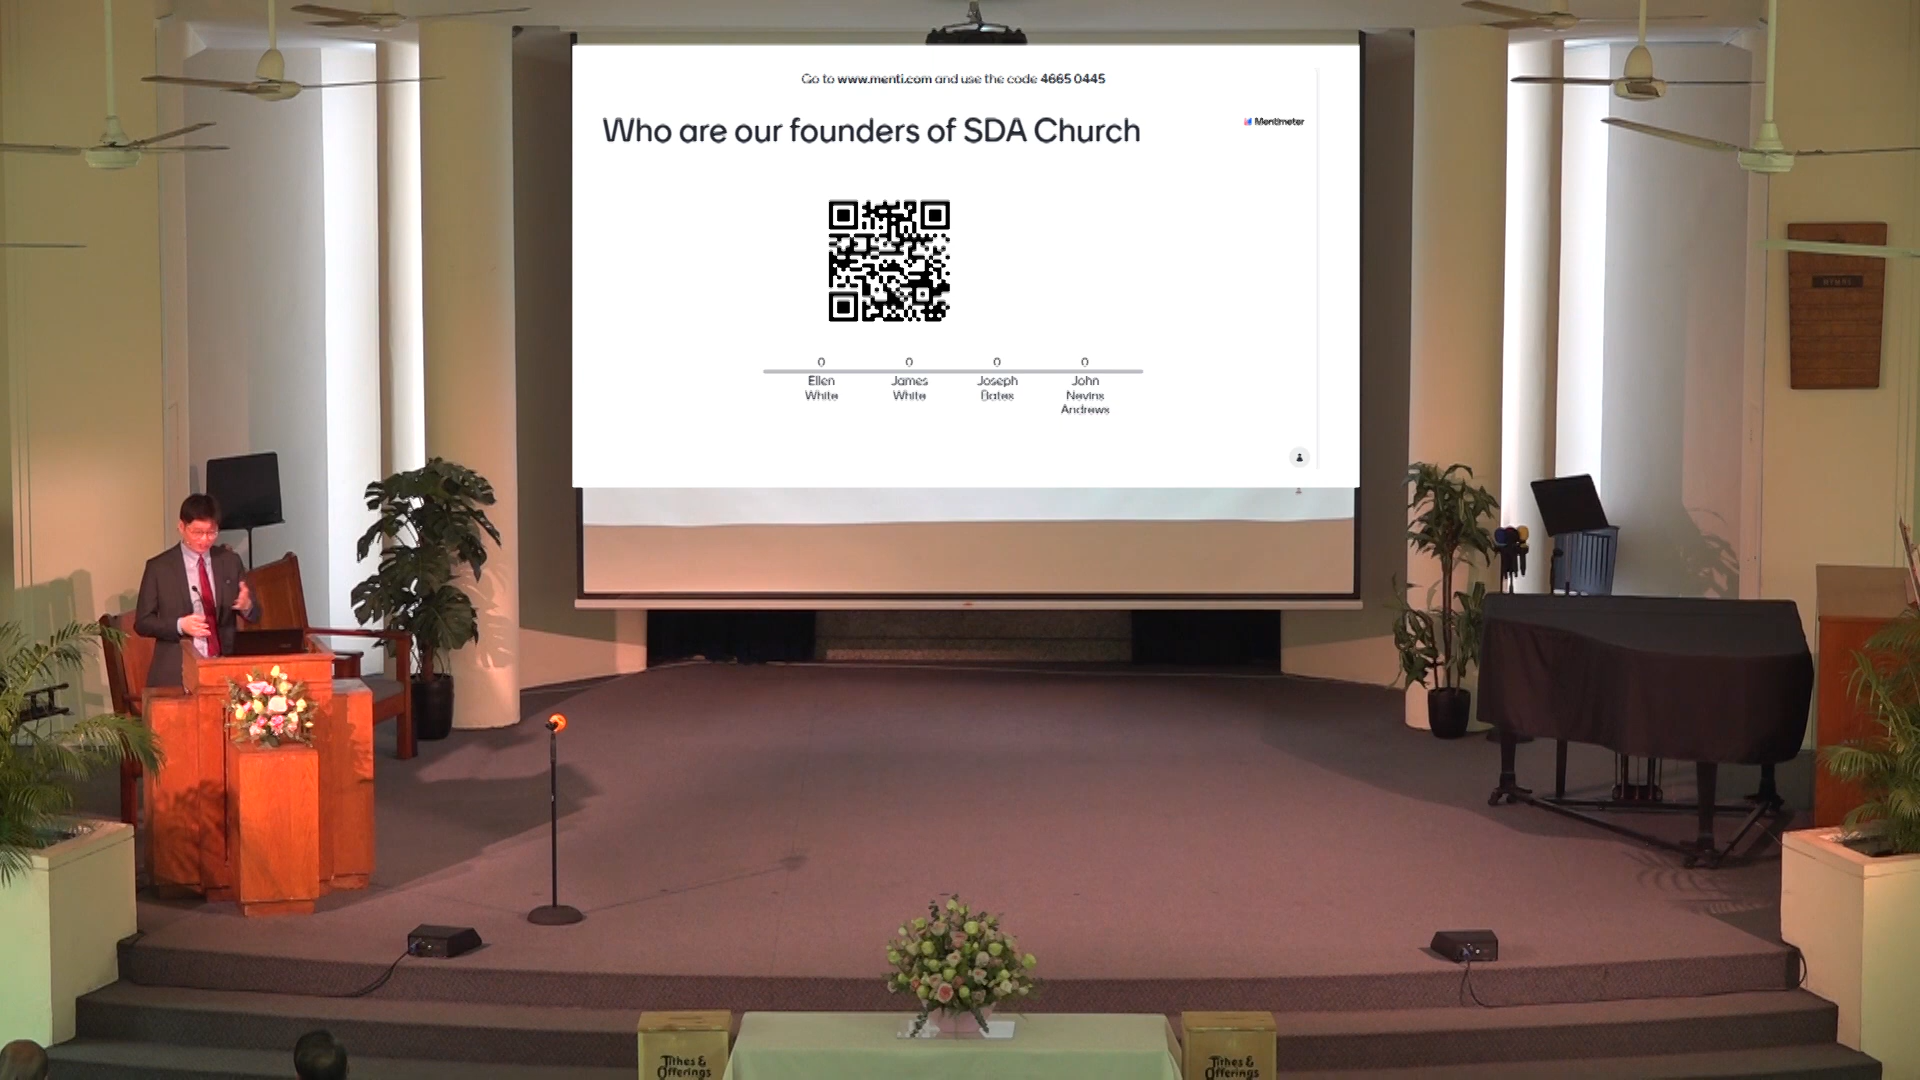 Go to www.menti.com and use the code 4665 0445
Who are our founders of SDA Church
Mentimeter
0 0 0 0
Ellen White
James White
Joseph Bates
John Nevins Andrews
HYMNS
Tithes &
Offerings
Tithes &
Offerings